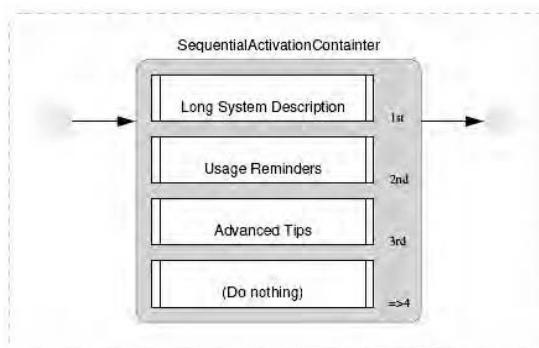 SequentialActivationContainter
Long System Description
1st
Usage Reminders
2nd
Advanced Tips
3rd
(Do nothing)
=>4